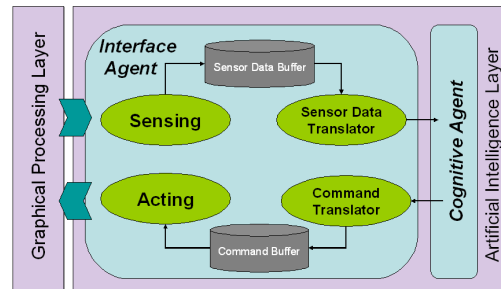 Graphical Processing Layer
Interface
Agent
Sensor Data Buffer
Sensing
Sensor Data
Translator
Acting
Command
Translator
Command Buffer
Cognitive Agent
Artificial Intelligence Layer